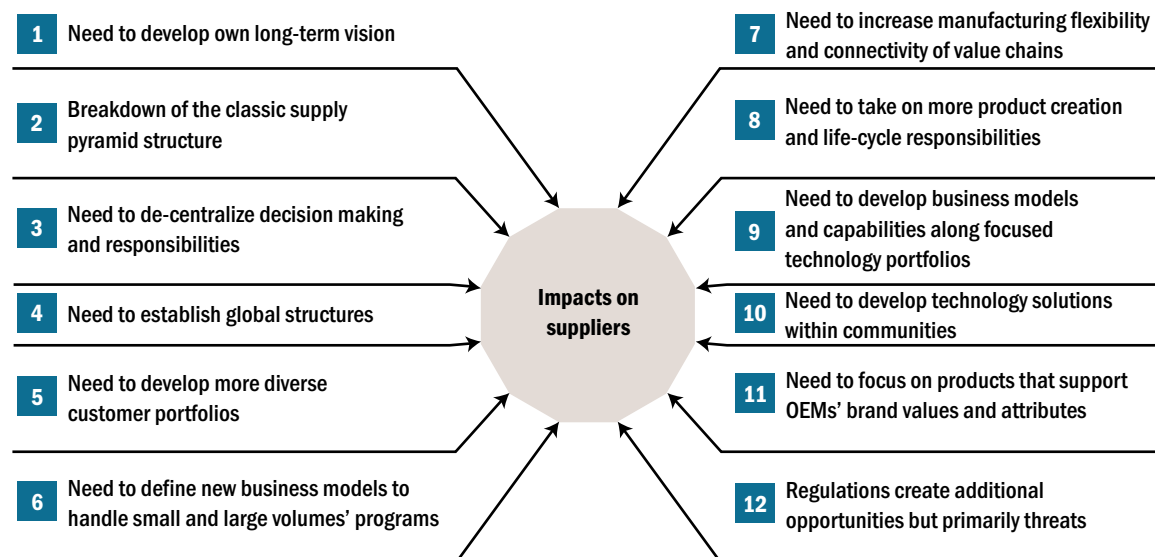 1
Need to develop own long-term vision
2
Breakdown of the classic supply
pyramid structure
3
Need to de-centralize decision making
and responsibilities
4
Need to establish global structures
5
Need to develop more diverse
customer portfolios
6
Need to define new business models to
handle small and large volumes’ programs
Impacts on
suppliers
7
Need to increase manufacturing flexibility
and connectivity of value chains
8
Need to take on more product creation
and life-cycle responsibilities
9
Need to develop business models
and capabilities along focused
technology portfolios
10
Need to develop technology solutions
within communities
11
Need to focus on products that support
OEMs’ brand values and attributes
12
Regulations create additional
opportunities but primarily threats